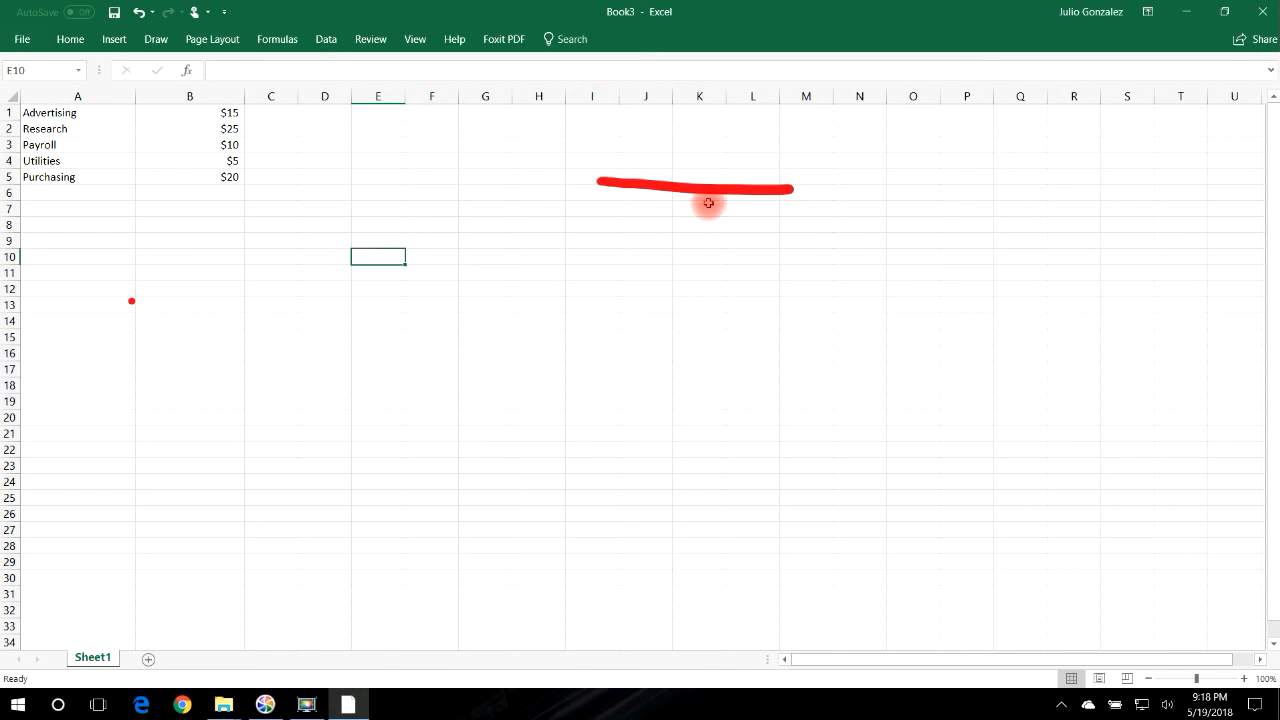 AutoSave Off Book3 - Excel Julio Gonzalez
File Home Insert Draw Page Layout Formulas Data Review View Help Foxit PDF Search Share
E10 fx
A B C D E F G H I J K L M N O P Q R S T U
1 Advertising $15
2 Research $25
3 Payroll $10
4 Utilities $5
5 Purchasing $20
6
7
8
9
10
11
12
13
14
15
16
17
18
19
20
21
22
23
24
25
26
27
28
29
30
31
32
33
34
Sheet1
Ready 100%
9:18 PM
5/19/2018